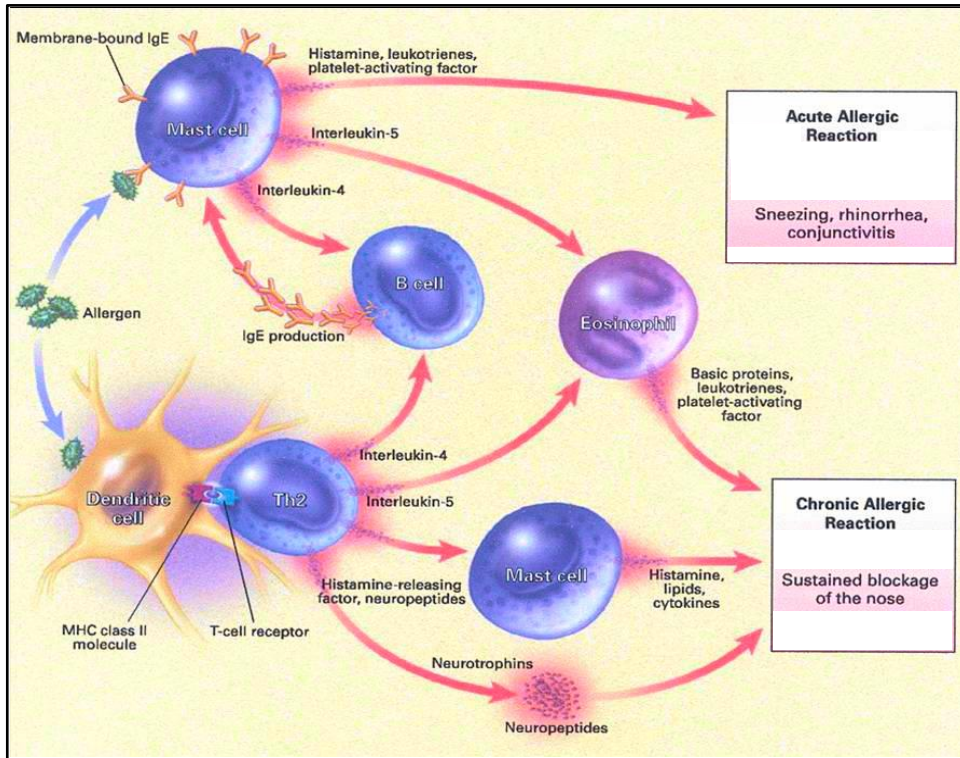 Membrane-bound IgE
Histamine, leukotrienes,
platelet-activating factor
Mast cell
Interleukin-5
Interleukin-4
Acute Allergic
Reaction
Sneezing, rhinorrhea,
conjunctivitis
B cell
Allergen
IgE production
Eosinophil
Basic proteins,
leukotrienes,
platelet-activating
factor
Dendritic
cell
Th2
Interleukin-4
Interleukin-5
Chronic Allergic
Reaction
Mast cell
Histamine-releasing
factor, neuropeptides
Histamine,
lipids,
cytokines
Sustained blockage
of the nose
MHC class II
molecule
T-cell receptor
Neurotrophins
Neuropeptides